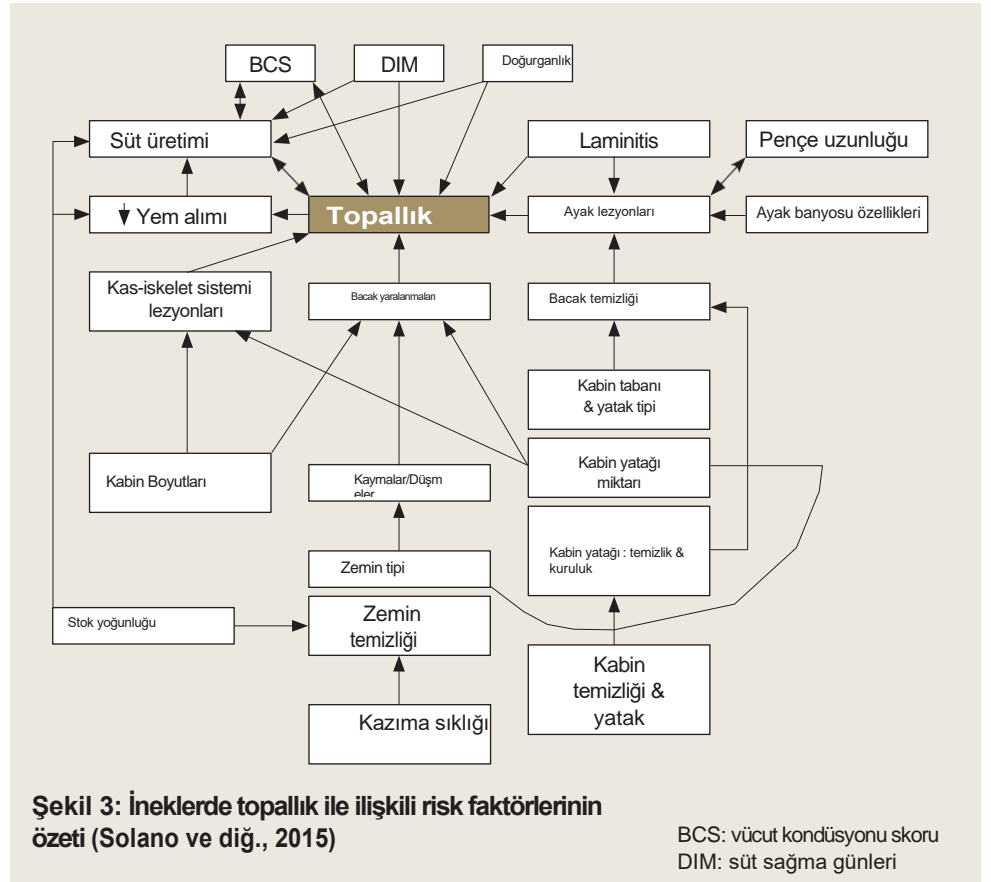 BCS
DIM
Doğurganlık
Süt üretimi
Laminitis
Pençe uzunluğu
Yem alımı
Topallık
Ayak lezyonları
Ayak banyosu özellikleri
Kas-iskelet sistemi
lezyonları
Bacak yaralanmaları
Bacak temizliği
Kabin tabanı
& yatak tipi
Kabin Boyutları
Kaymalar/Düşm
eler
Kabin yatağı
miktarı
Kabin yatağı : temizlik &
kuruluk
Zemin tipi
Stok yoğunluğu
Zemin
temizliği
Kabin
temizliği &
yatak
Kazıma sıklığı
Şekil 3: İneklerde topallık ile ilişkili risk faktörlerinin
özeti (Solano ve diğ., 2015)
BCS: vücut kondüsyonu skoru
DIM: süt sağma günleri